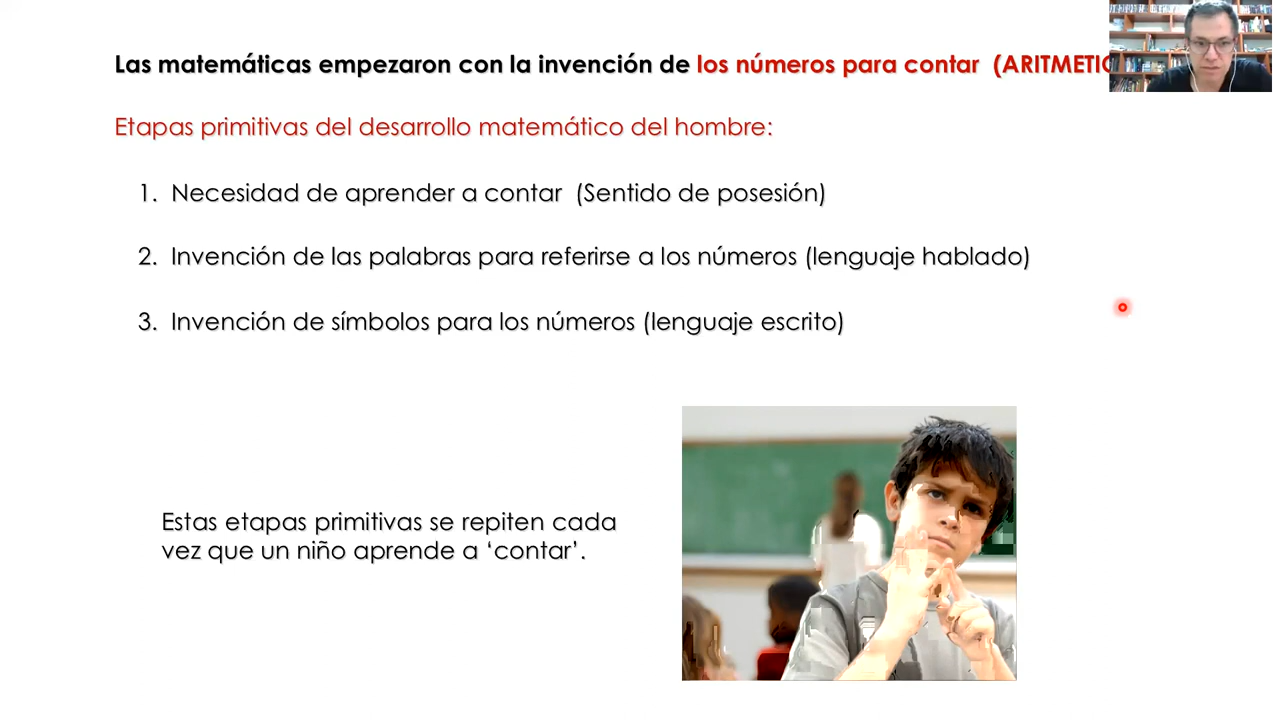 Las matemáticas empezaron con la invención de los números para contar (ARITMETIC
Etapas primitivas del desarrollo matemático del hombre:
1. Necesidad de aprender a contar (Sentido de posesión)
2. Invención de las palabras para referirse a los números (lenguaje hablado)
3. Invención de símbolos para los números (lenguaje escrito)
Estas etapas primitivas se repiten cada
vez que un niño aprende a ‘contar’.